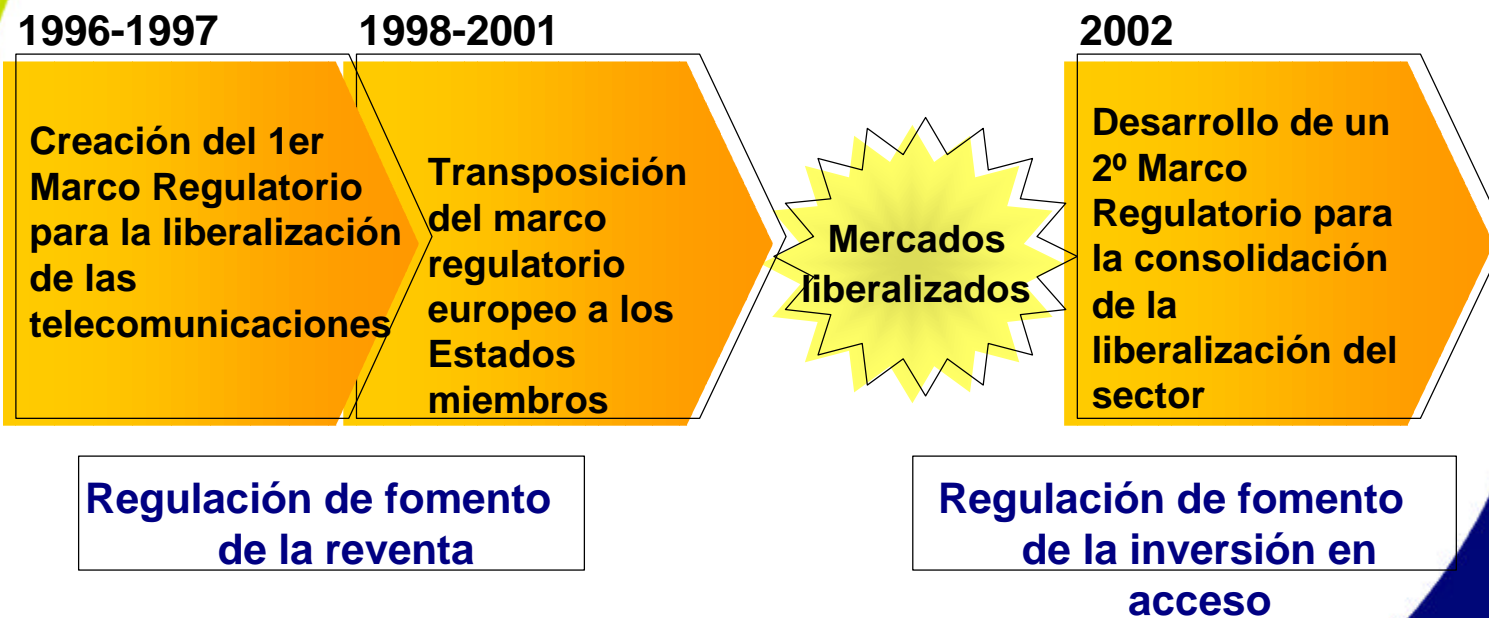 1996-1997
Creación del 1er
Marco Regulatorio
para la liberalización
de las
telecomunicaciones
1998-2001
Transposición
del marco
regulatorio
europeo a los
Estados
miembros
Mercados
liberalizados
2002
Desarrollo de un
2º Marco
Regulatorio para
la consolidación
de la
liberalización del
sector
Regulación de fomento
de la reventa
Regulación de fomento
de la inversión en
acceso